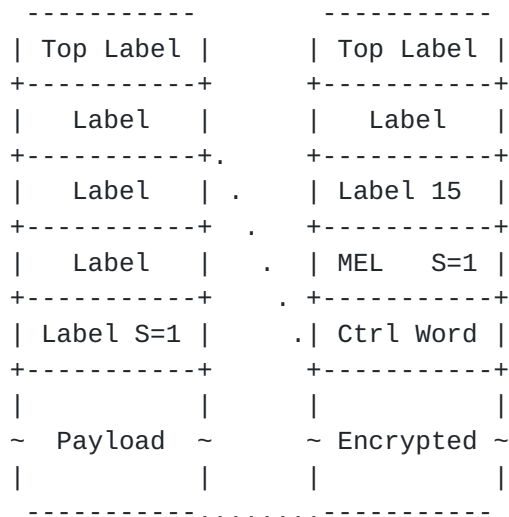 Top Label Top Label
Label Label
Label Label 15
Label MEL S=1
Label S=1 Ctrl Word
Payload Encrypted